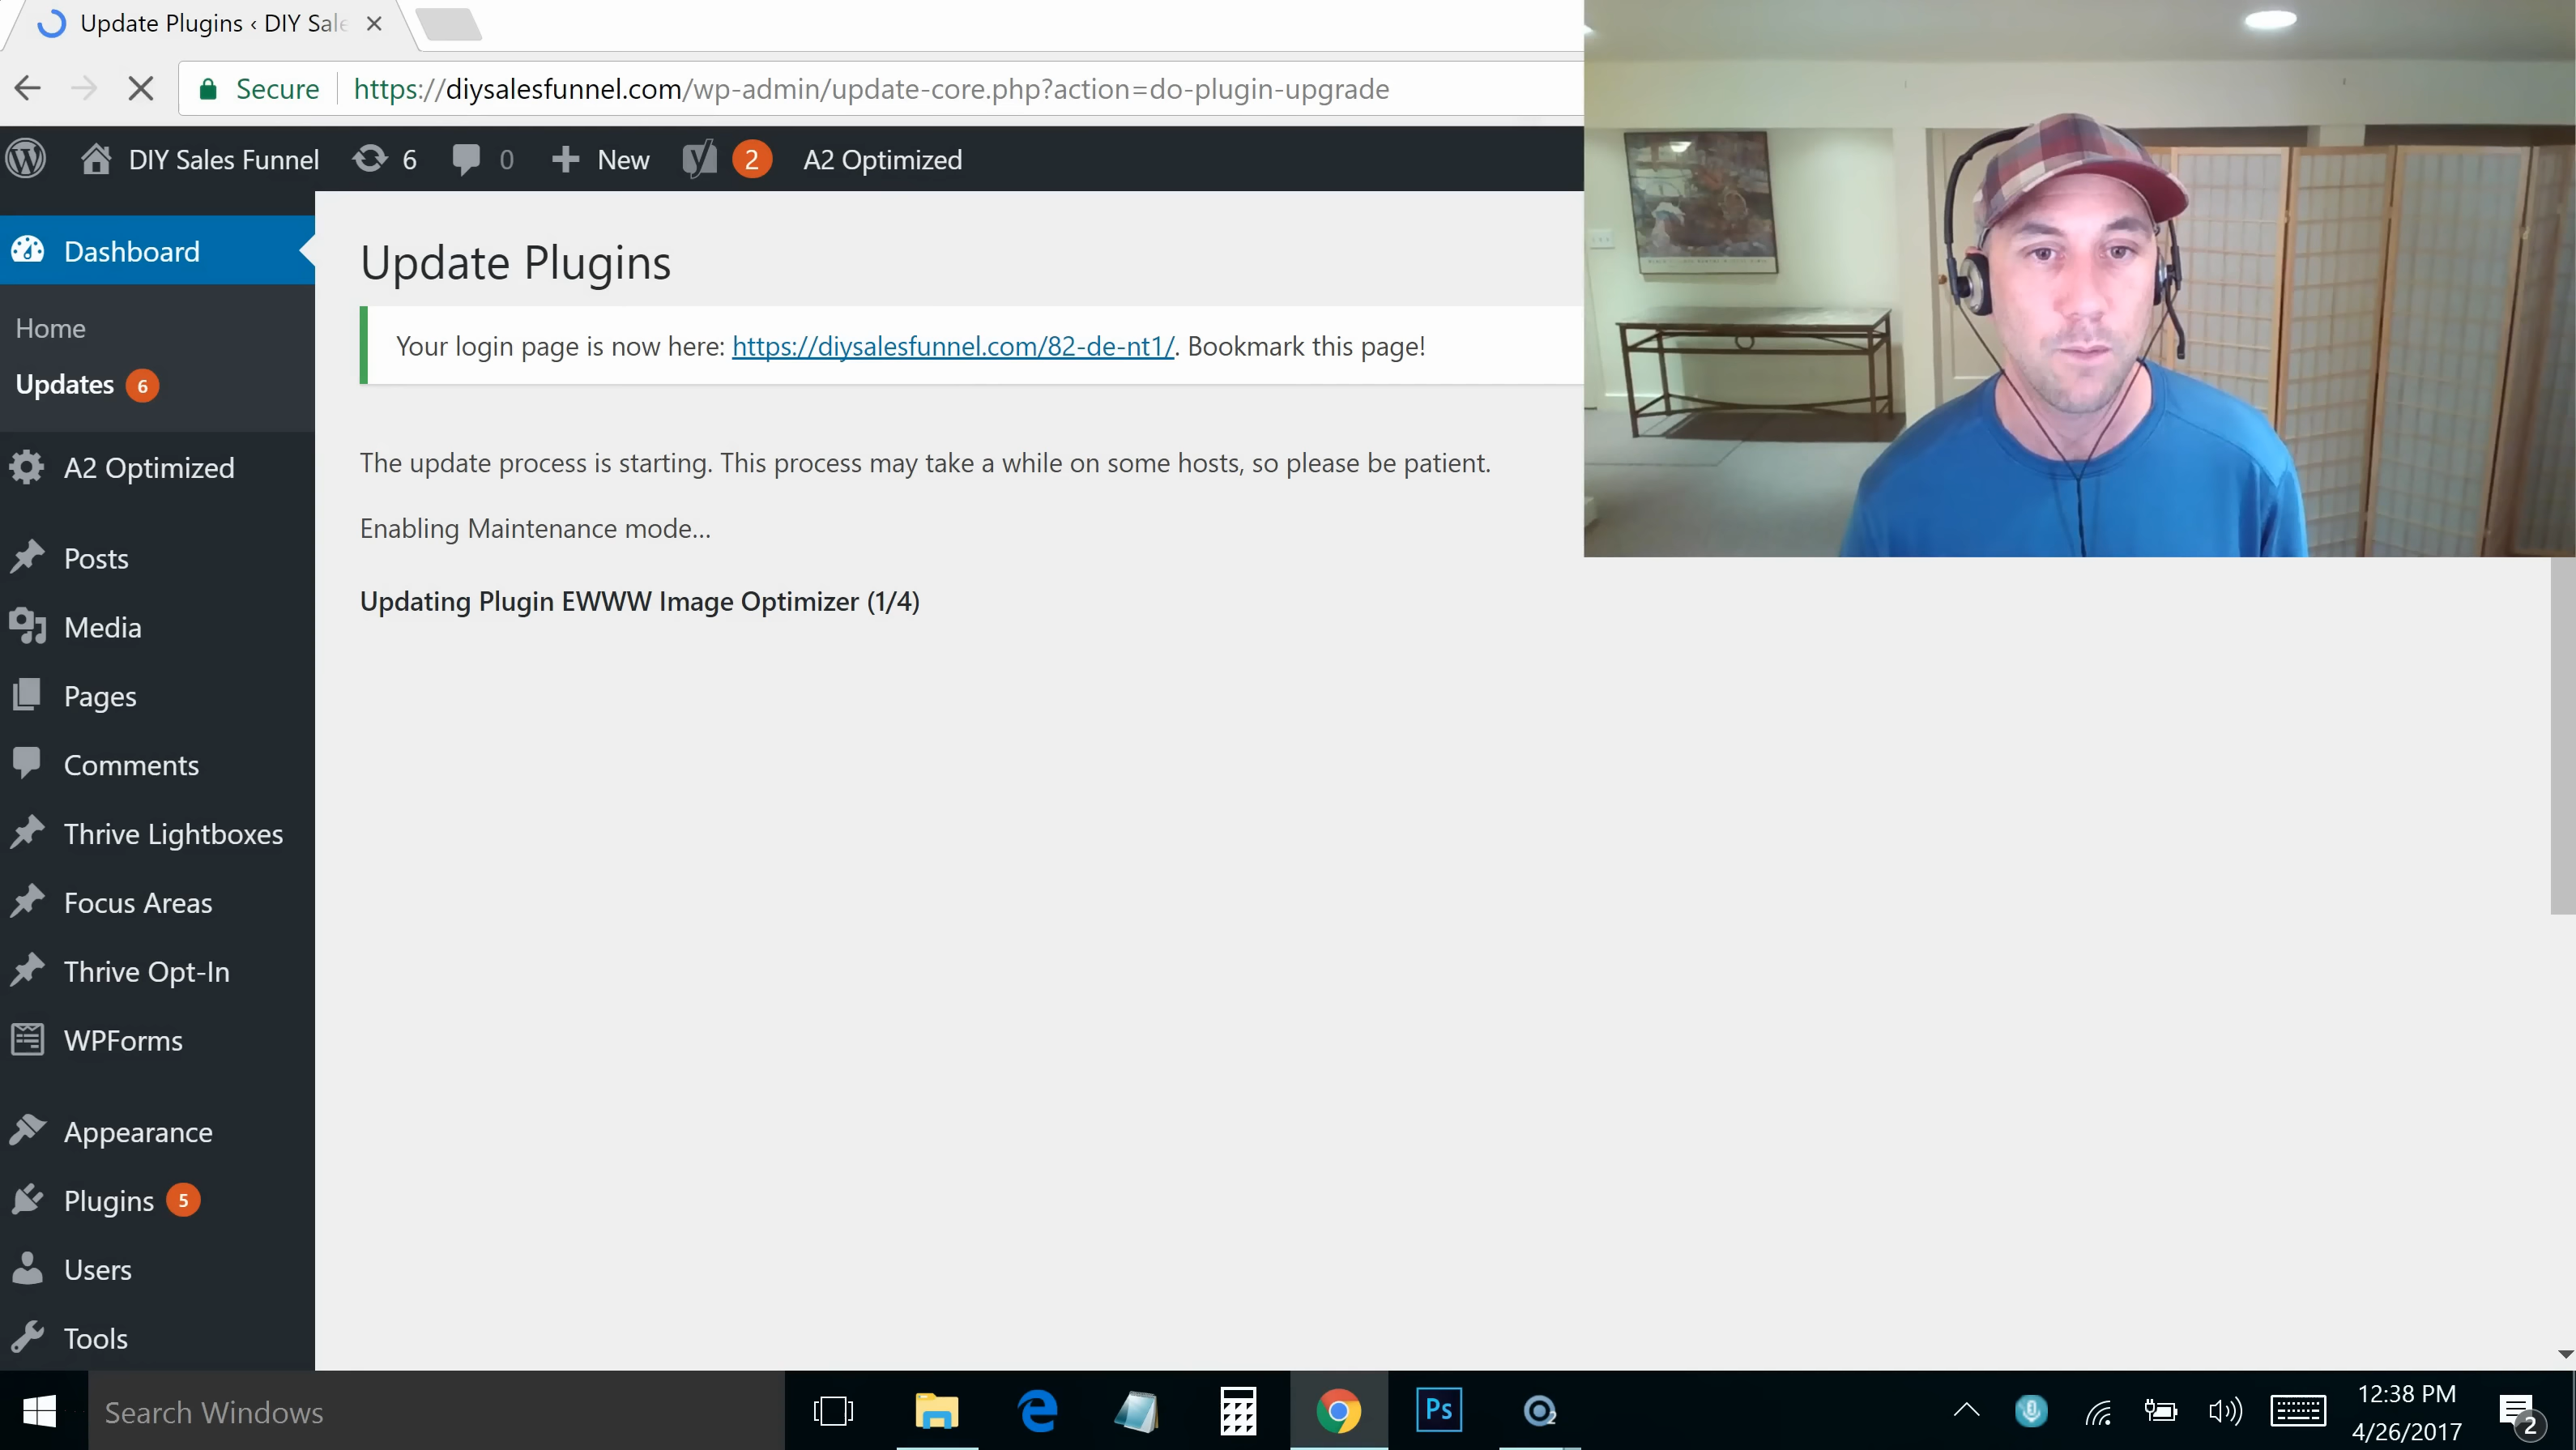 Update Plugins ‹ DIY Sale
Secure https://diysalesfunnel.com/wp-admin/update-core.php?action=do-plugin-upgrade
DIY Sales Funnel 6 0 New 2 A2 Optimized
Dashboard
Home
Updates 6
A2 Optimized
Posts
Media
Pages
Comments
Thrive Lightboxes
Focus Areas
Thrive Opt-In
WPForms
Appearance
Plugins 5
Users
Tools
Update Plugins
Your login page is now here: https://diysalesfunnel.com/82-de-nt1/. Bookmark this page!
The update process is starting. This process may take a while on some hosts, so please be patient.
Enabling Maintenance mode…
Updating Plugin EWWW Image Optimizer (1/4)
Search Windows
Ps
2
12:38 PM
4/26/2017
2